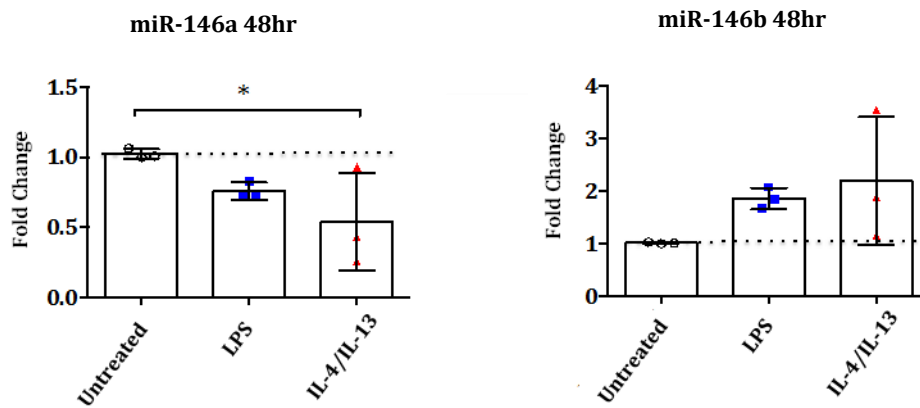 miR-146a 48hr
Fold Change
1.5
1.0
0.5
0.0
*
Untreated
LPS
IL-4/IL-13
miR-146b 48hr
Fold Change
4
3
2
1
0
Untreated
LPS
IL-4/IL-13